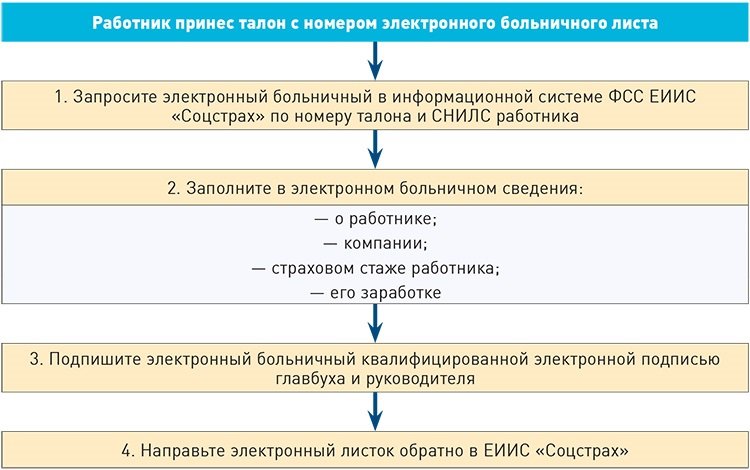 Работник принес талон с номером электронного больничного листа
1. Запросите электронный больничный в информационной системе ФСС ЕИИС
«Соцстрах» по номеру талона и СНИЛС работника
2. Заполните в электронном больничном сведения:
— о работнике;
— компании;
— страховом стаже работника;
— его заработке
3. Подпишите электронный больничный квалифицированной электронной подписью
главбуха и руководителя
4. Направьте электронный листок обратно в ЕИИС «Соцстрах»